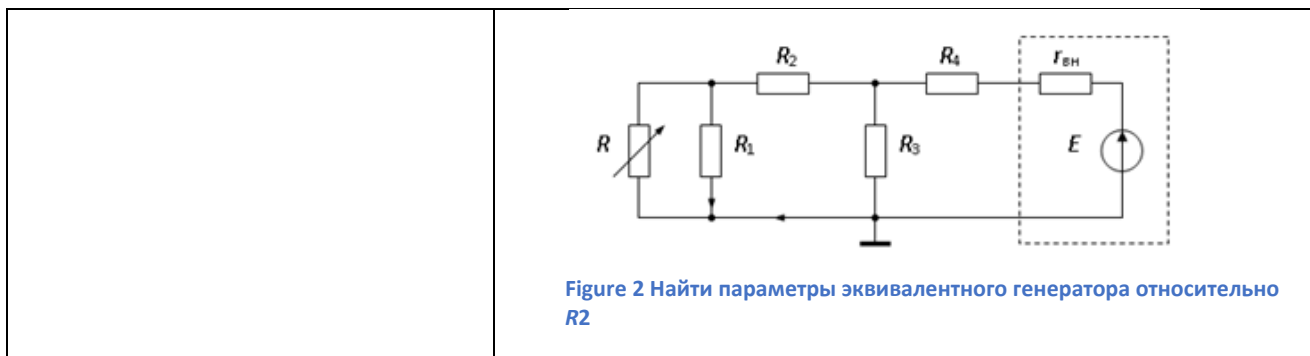 R₂
R₄
rвн
R
R₁
R₃
E
Figure 2 Найти параметры эквивалентного генератора относительно
R2